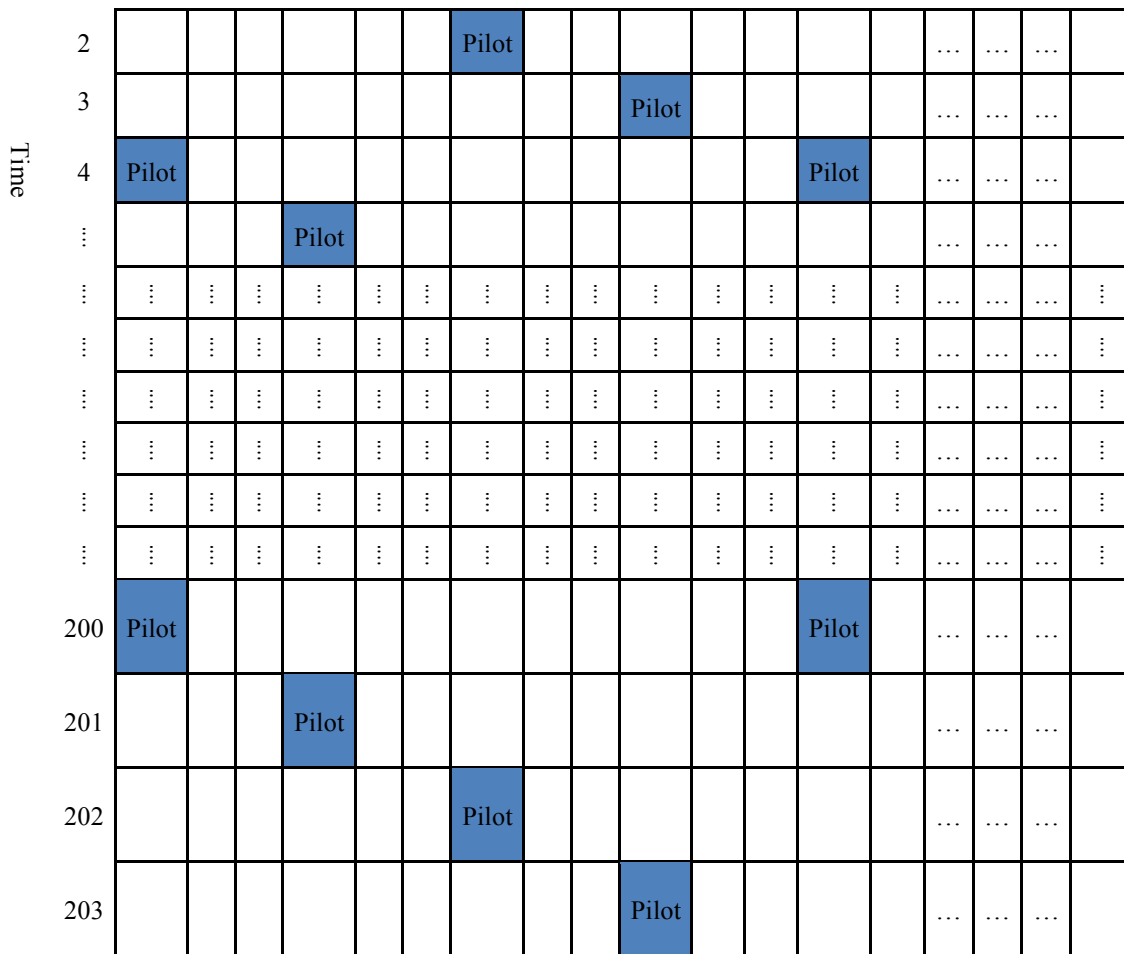 2 Pilot … … …
3 Pilot … … …
Time
4 Pilot Pilot … … …
⋮ Pilot … … …
⋮ ⋮ ⋮ ⋮ ⋮ ⋮ ⋮ ⋮ ⋮ ⋮ ⋮ ⋮ ⋮ ⋮ ⋮ … … … ⋮
⋮ ⋮ ⋮ ⋮ ⋮ ⋮ ⋮ ⋮ ⋮ ⋮ ⋮ ⋮ ⋮ ⋮ ⋮ … … … ⋮
⋮ ⋮ ⋮ ⋮ ⋮ ⋮ ⋮ ⋮ ⋮ ⋮ ⋮ ⋮ ⋮ ⋮ ⋮ … … … ⋮
⋮ ⋮ ⋮ ⋮ ⋮ ⋮ ⋮ ⋮ ⋮ ⋮ ⋮ ⋮ ⋮ ⋮ ⋮ … … … ⋮
⋮ ⋮ ⋮ ⋮ ⋮ ⋮ ⋮ ⋮ ⋮ ⋮ ⋮ ⋮ ⋮ ⋮ ⋮ … … … ⋮
⋮ ⋮ ⋮ ⋮ ⋮ ⋮ ⋮ ⋮ ⋮ ⋮ ⋮ ⋮ ⋮ ⋮ ⋮ … … … ⋮
200 Pilot Pilot … … …
201 Pilot … … …
202 Pilot … … …
203 Pilot … … …